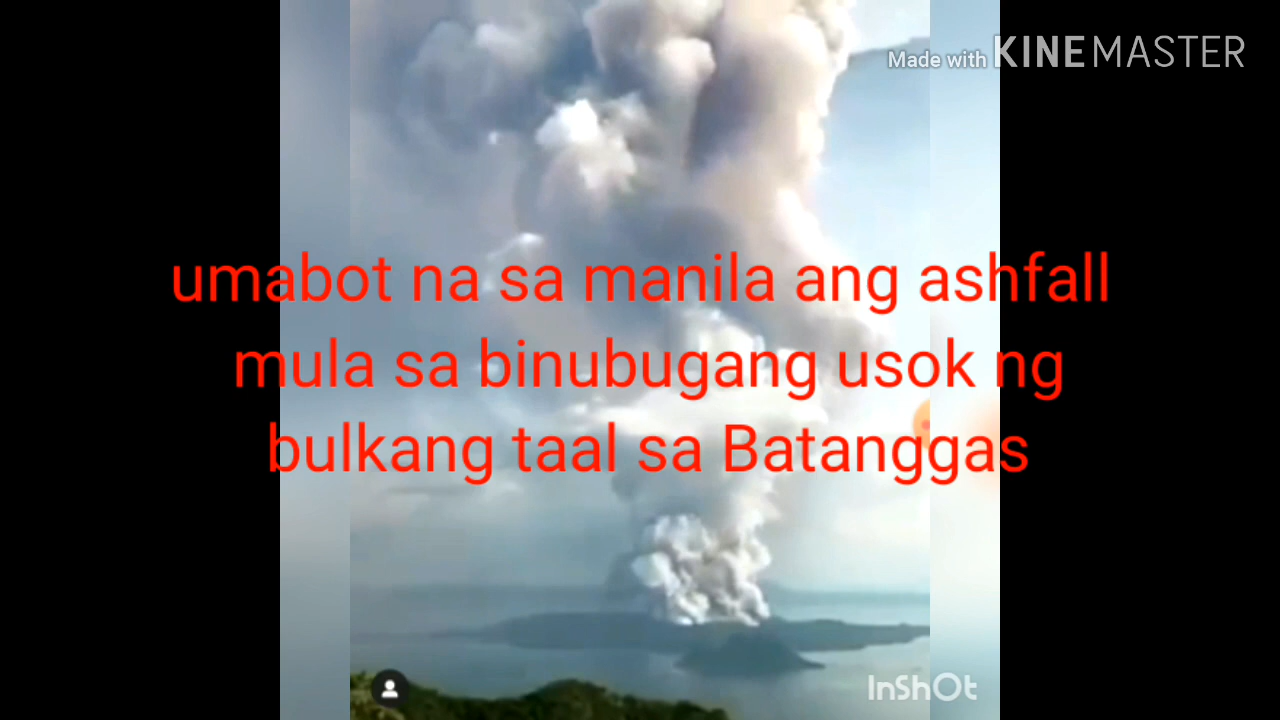 Made with KINEMASTER
umabot na sa manila ang ashfall
mula sa binubugang usok ng
bulkang taal sa Batanggas
InShOt